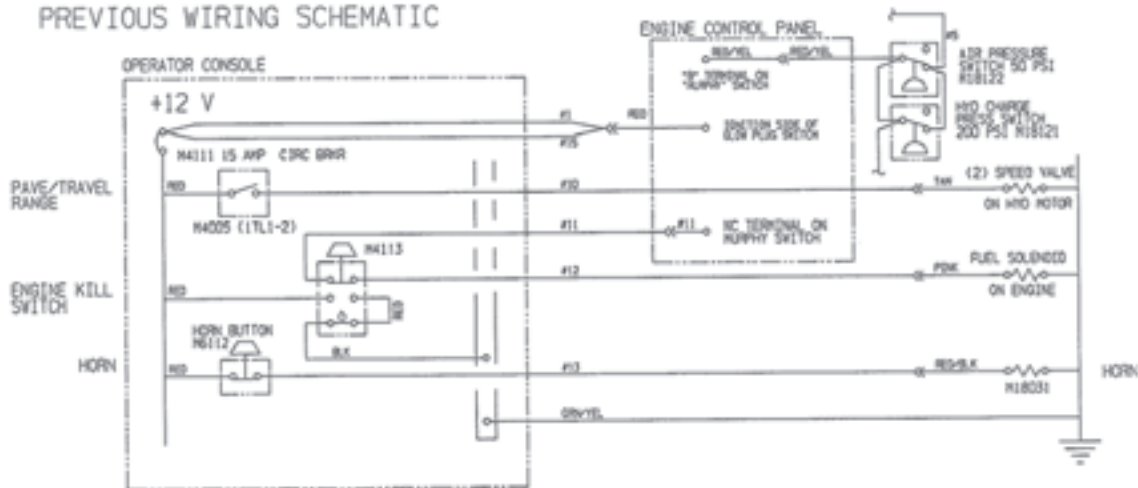 PREVIOUS WIRING SCHEMATIC
OPERATOR CONSOLE
+12 V
M4111 15 AMP CIRC BRKR
ENGINE CONTROL PANEL
RED/YEL
RED/YEL
"B" TERMINAL ON
"MURPHY" SWITCH
#5
AIR PRESSURE
SWITCH 50 PSI
M18122
HYD CHARGE
PRESS SWITCH
200 PSI M18121
#1
#15
RED
IGNITION SIDE OF
GLOW PLUG SWITCH
PAVE/TRAVEL
RANGE
RED
M4005 (1TL1-2)
#10
TAN
(2) SPEED VALVE
ON HYD MOTOR
#11
#11
NC TERMINAL ON
MURPHY SWITCH
M4113
#12
PINK
FUEL SOLENOID
ON ENGINE
ENGINE KILL
SWITCH
RED
RED
BLK
HORN BUTTON
M6112
HORN
RED
#13
RED/BLK
M18031
HORN
GRN/YEL